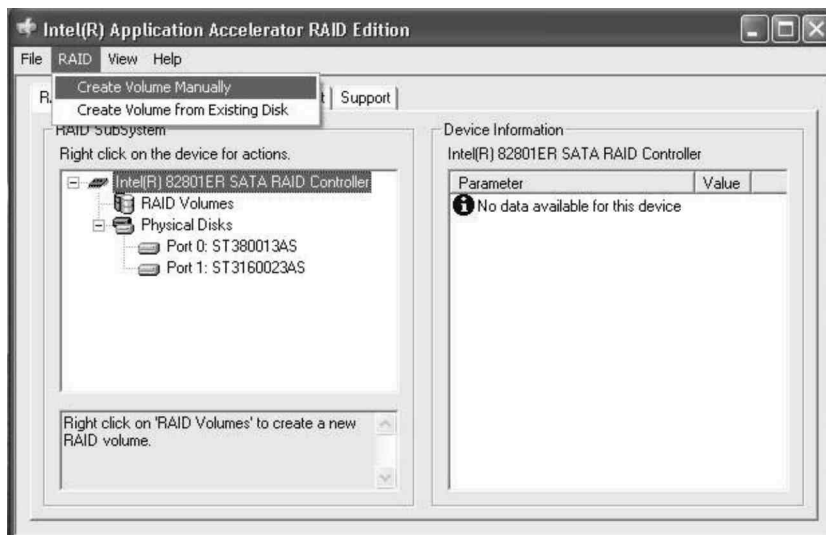 Intel(R) Application Accelerator RAID Edition
File RAID View Help
Create Volume Manually
Create Volume from Existing Disk
Support
RAID SubSystem
Right click on the device for actions.
Intel(R) 82801ER SATA RAID Controller
RAID Volumes
Physical Disks
Port 0: ST380013AS
Port 1: ST3160023AS
Right click on 'RAID Volumes' to create a new
RAID volume.
Device Information
Intel(R) 82801ER SATA RAID Controller
Parameter Value
No data available for this device